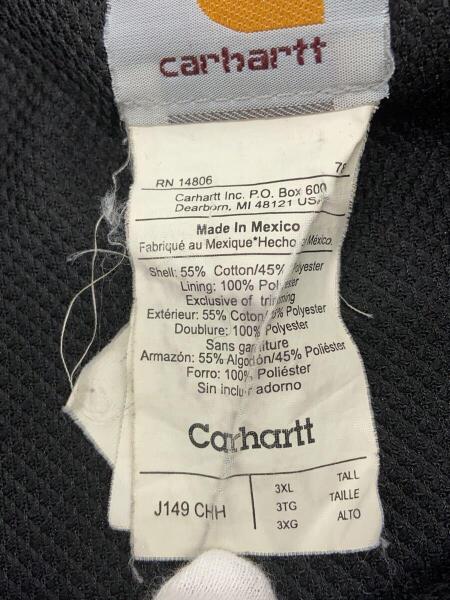 carhartt
RN 14806
Carhartt Inc. P.O. Box 600
Dearborn, MI 48121 USA
Made In Mexico
Fabriqué au Mexique*Hecho México.
Shell: 55% Cotton/45% Polyester
Lining: 100% Polyester
Exclusive of trimming
Extérieur: 55% Coton/45% Polyester
Doublure: 100% Polyester
Sans garniture
Armazón: 55% Algodón/45% Poliéster
Forro: 100% Poliéster
Sin incluir adorno
Carhartt
J149 CHH
3XL TALL
3TG TAILLE
3XG ALTO